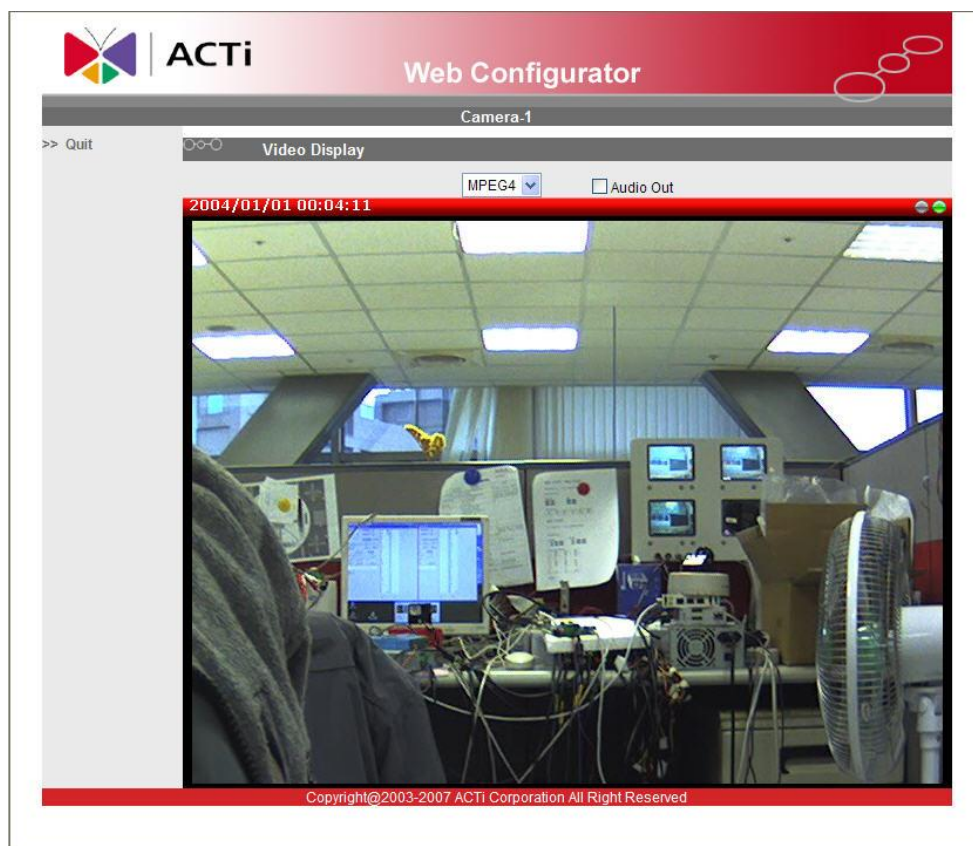 ACTi
Web Configurator
Camera-1
>> Quit
Video Display
MPEG4
Audio Out
2004/01/01 00:04:11
Copyright@2003-2007 ACTi Corporation All Right Reserved